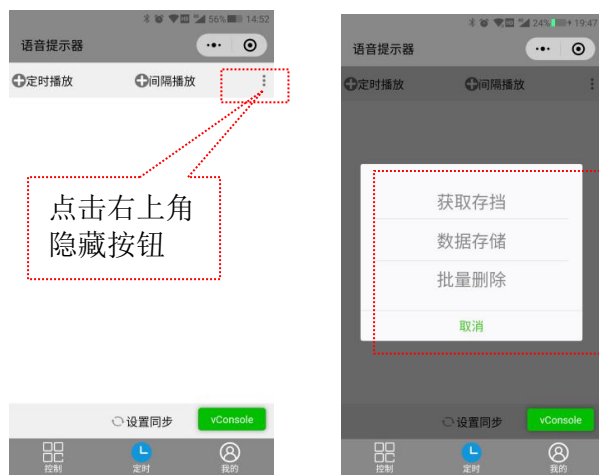 56% 14:52
语音提示器
定时播放 间隔播放
点击右上角
隐藏按钮
设置同步 vConsole
控制 定时 我的
24% 19:47
语音提示器
定时播放 间隔播放
获取存挡
数据存储
批量删除
取消
设置同步 vConsole
控制 定时 我的